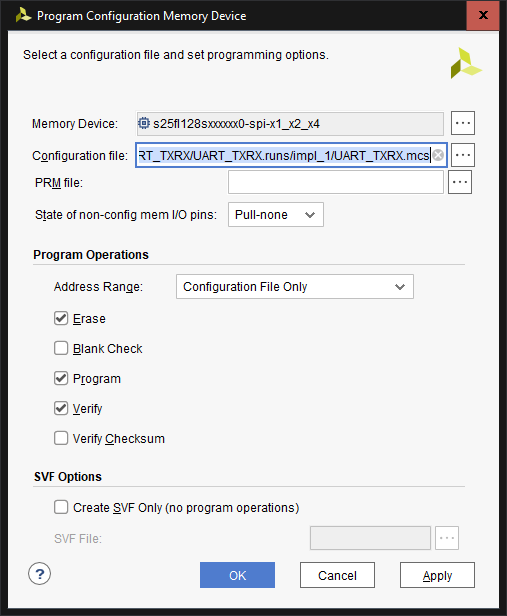 Program Configuration Memory Device
Select a configuration file and set programming options.
Memory Device: s25fl128sxxxxxx0-spi-x1_x2_x4 ...
Configuration file: RT_TXRX/UART_TXRX.runs/impl_1/UART_TXRX.mcs ...
PRM file: ...
State of non-config mem I/O pins: Pull-none
Program Operations
Address Range: Configuration File Only
Erase
Blank Check
Program
Verify
Verify Checksum
SVF Options
Create SVF Only (no program operations)
SVF File: ...
? OK Cancel Apply